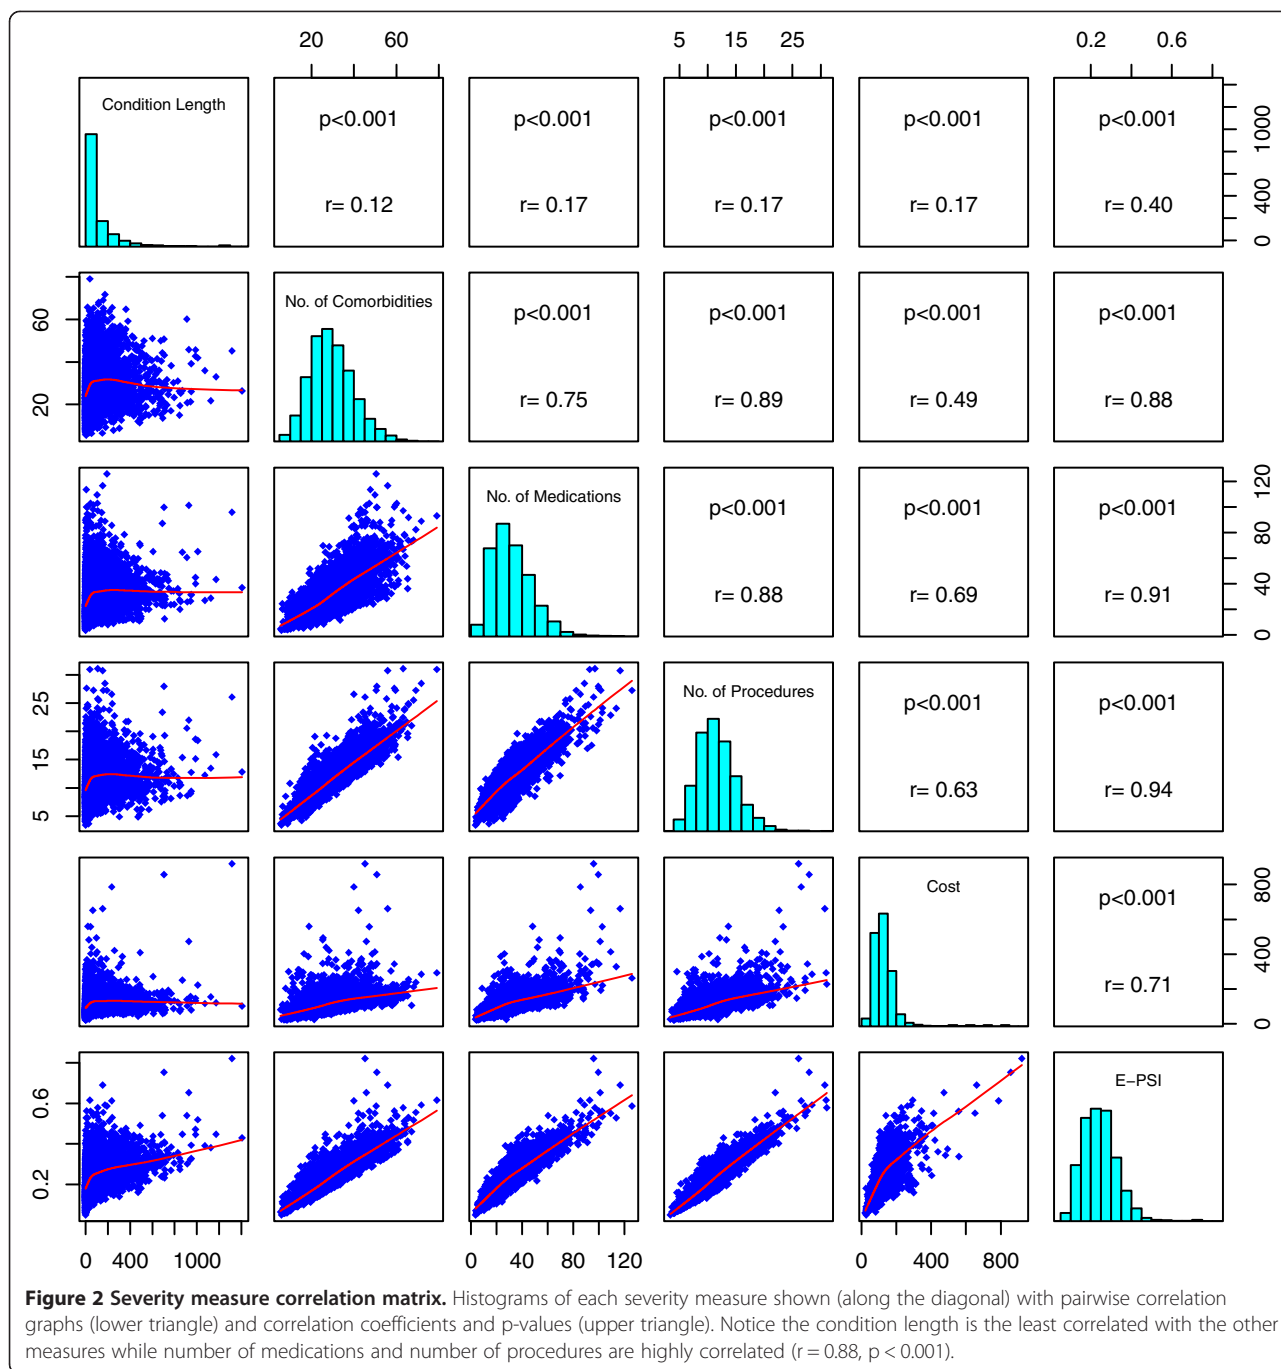 20 60 5 15 25 0.2 0.6
Condition Length
p<0.001 p<0.001 p<0.001 p<0.001 p<0.001
r= 0.12 r= 0.17 r= 0.17 r= 0.17 r= 0.40
0 400 1000
20 60
No. of Comorbidities
p<0.001 p<0.001 p<0.001 p<0.001
r= 0.75 r= 0.89 r= 0.49 r= 0.88
No. of Medications
p<0.001 p<0.001 p<0.001
r= 0.88 r= 0.69 r= 0.91
0 40 80 120
5 15 25
No. of Procedures
p<0.001 p<0.001
r= 0.63 r= 0.94
Cost
p<0.001
r= 0.71
0 400 800
0.2 0.6
E−PSI
0 400 1000 0 40 80 120 0 400 800
Figure 2 Severity measure correlation matrix. Histograms of each severity measure shown (along the diagonal) with pairwise correlation
graphs (lower triangle) and correlation coefficients and p-values (upper triangle). Notice the condition length is the least correlated with the other
measures while number of medications and number of procedures are highly correlated (r = 0.88, p < 0.001).